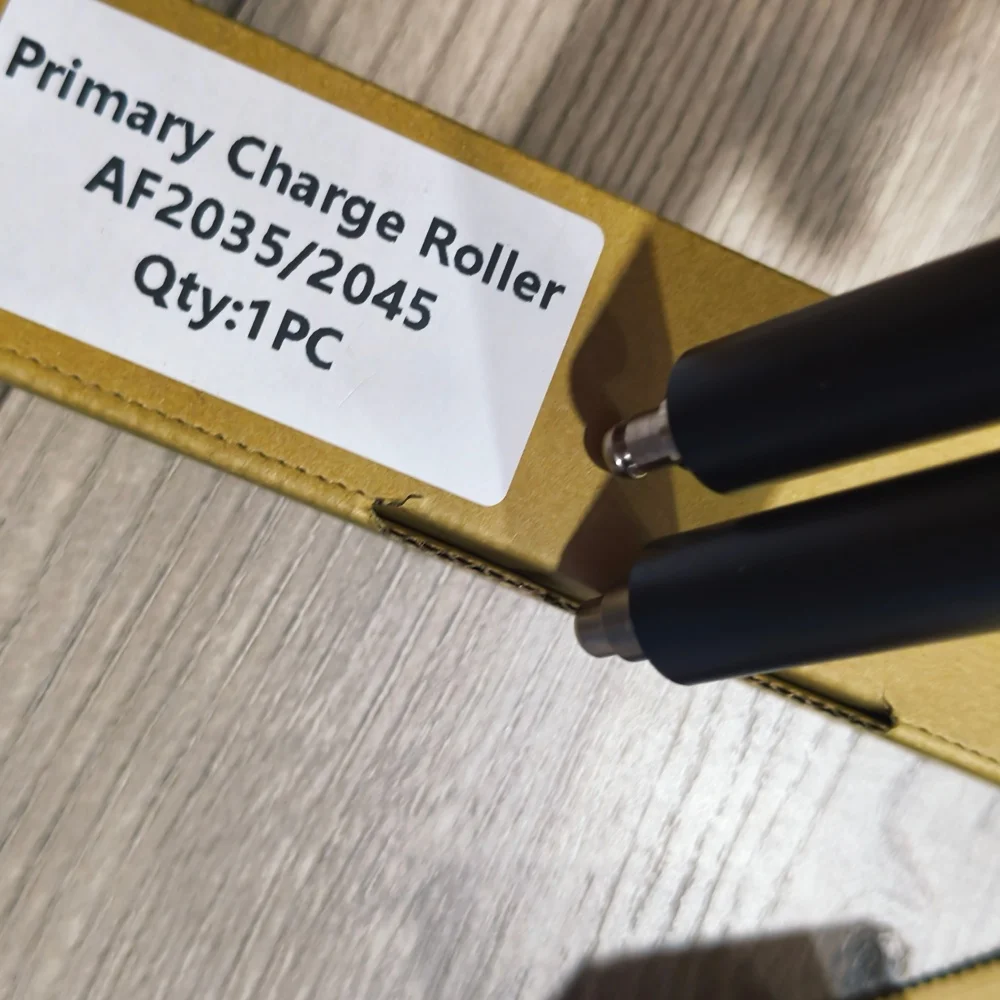 Primary Charge Roller
AF2035/2045
Qty:1PC